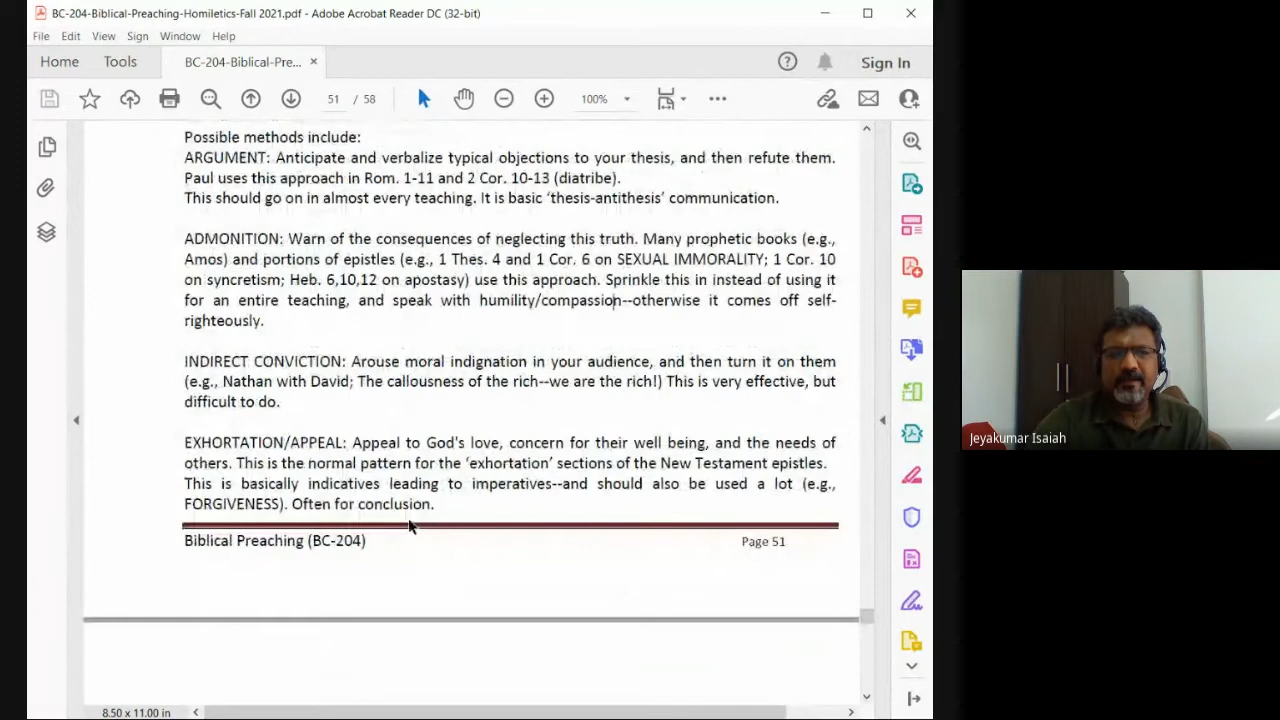 BC-204-Biblical-Preaching-Homiletics-Fall 2021.pdf - Adobe Acrobat Reader DC (32-bit)
File Edit View Sign Window Help
Home Tools BC-204-Biblical-Pre... × Sign In
51 / 58 100%
Possible methods include:
ARGUMENT: Anticipate and verbalize typical objections to your thesis, and then refute them.
Paul uses this approach in Rom. 1-11 and 2 Cor. 10-13 (diatribe).
This should go on in almost every teaching. It is basic ‘thesis-antithesis’ communication.
ADMONITION: Warn of the consequences of neglecting this truth. Many prophetic books (e.g.,
Amos) and portions of epistles (e.g., 1 Thes. 4 and 1 Cor. 6 on SEXUAL IMMORALITY; 1 Cor. 10
on syncretism; Heb. 6,10,12 on apostasy) use this approach. Sprinkle this in instead of using it
for an entire teaching, and speak with humility/compassion--otherwise it comes off self-
righteously.
INDIRECT CONVICTION: Arouse moral indignation in your audience, and then turn it on them
(e.g., Nathan with David; The callousness of the rich--we are the rich!) This is very effective, but
difficult to do.
EXHORTATION/APPEAL: Appeal to God's love, concern for their well being, and the needs of
others. This is the normal pattern for the ‘exhortation’ sections of the New Testament epistles.
This is basically indicatives leading to imperatives--and should also be used a lot (e.g.,
FORGIVENESS). Often for conclusion.
Biblical Preaching (BC-204) Page 51
8.50 x 11.00 in
Jeyakumar Isaiah